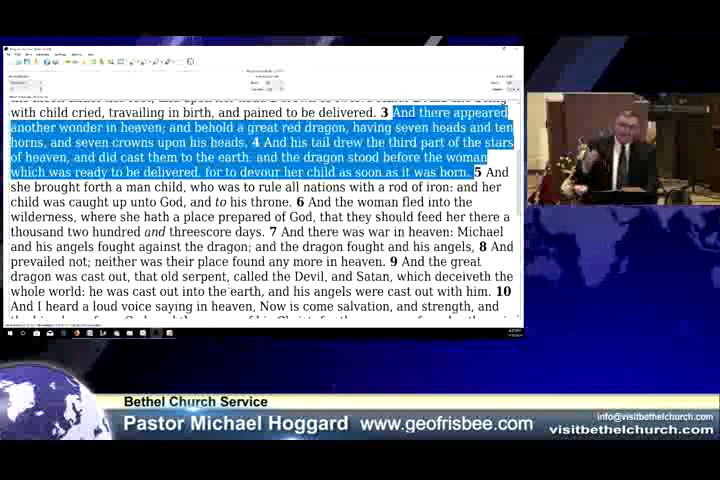 with child cried, travailing in birth, and pained to be delivered. 3 And there appeared
another wonder in heaven; and behold a great red dragon, having seven heads and ten
horns, and seven crowns upon his heads. 4 And his tail drew the third part of the stars
of heaven, and did cast them to the earth: and the dragon stood before the woman
which was ready to be delivered, for to devour her child as soon as it was born. 5 And
she brought forth a man child, who was to rule all nations with a rod of iron: and her
child was caught up unto God, and to his throne. 6 And the woman fled into the
wilderness, where she hath a place prepared of God, that they should feed her there a
thousand two hundred and threescore days. 7 And there was war in heaven: Michael
and his angels fought against the dragon; and the dragon fought and his angels, 8 And
prevailed not; neither was their place found any more in heaven. 9 And the great
dragon was cast out, that old serpent, called the Devil, and Satan, which deceiveth the
whole world: he was cast out into the earth, and his angels were cast out with him. 10
And I heard a loud voice saying in heaven, Now is come salvation, and strength, and
Bethel Church Service
Pastor Michael Hoggard www.geofrisbee.com
info@visitbethelchurch.com
visitbethelchurch.com